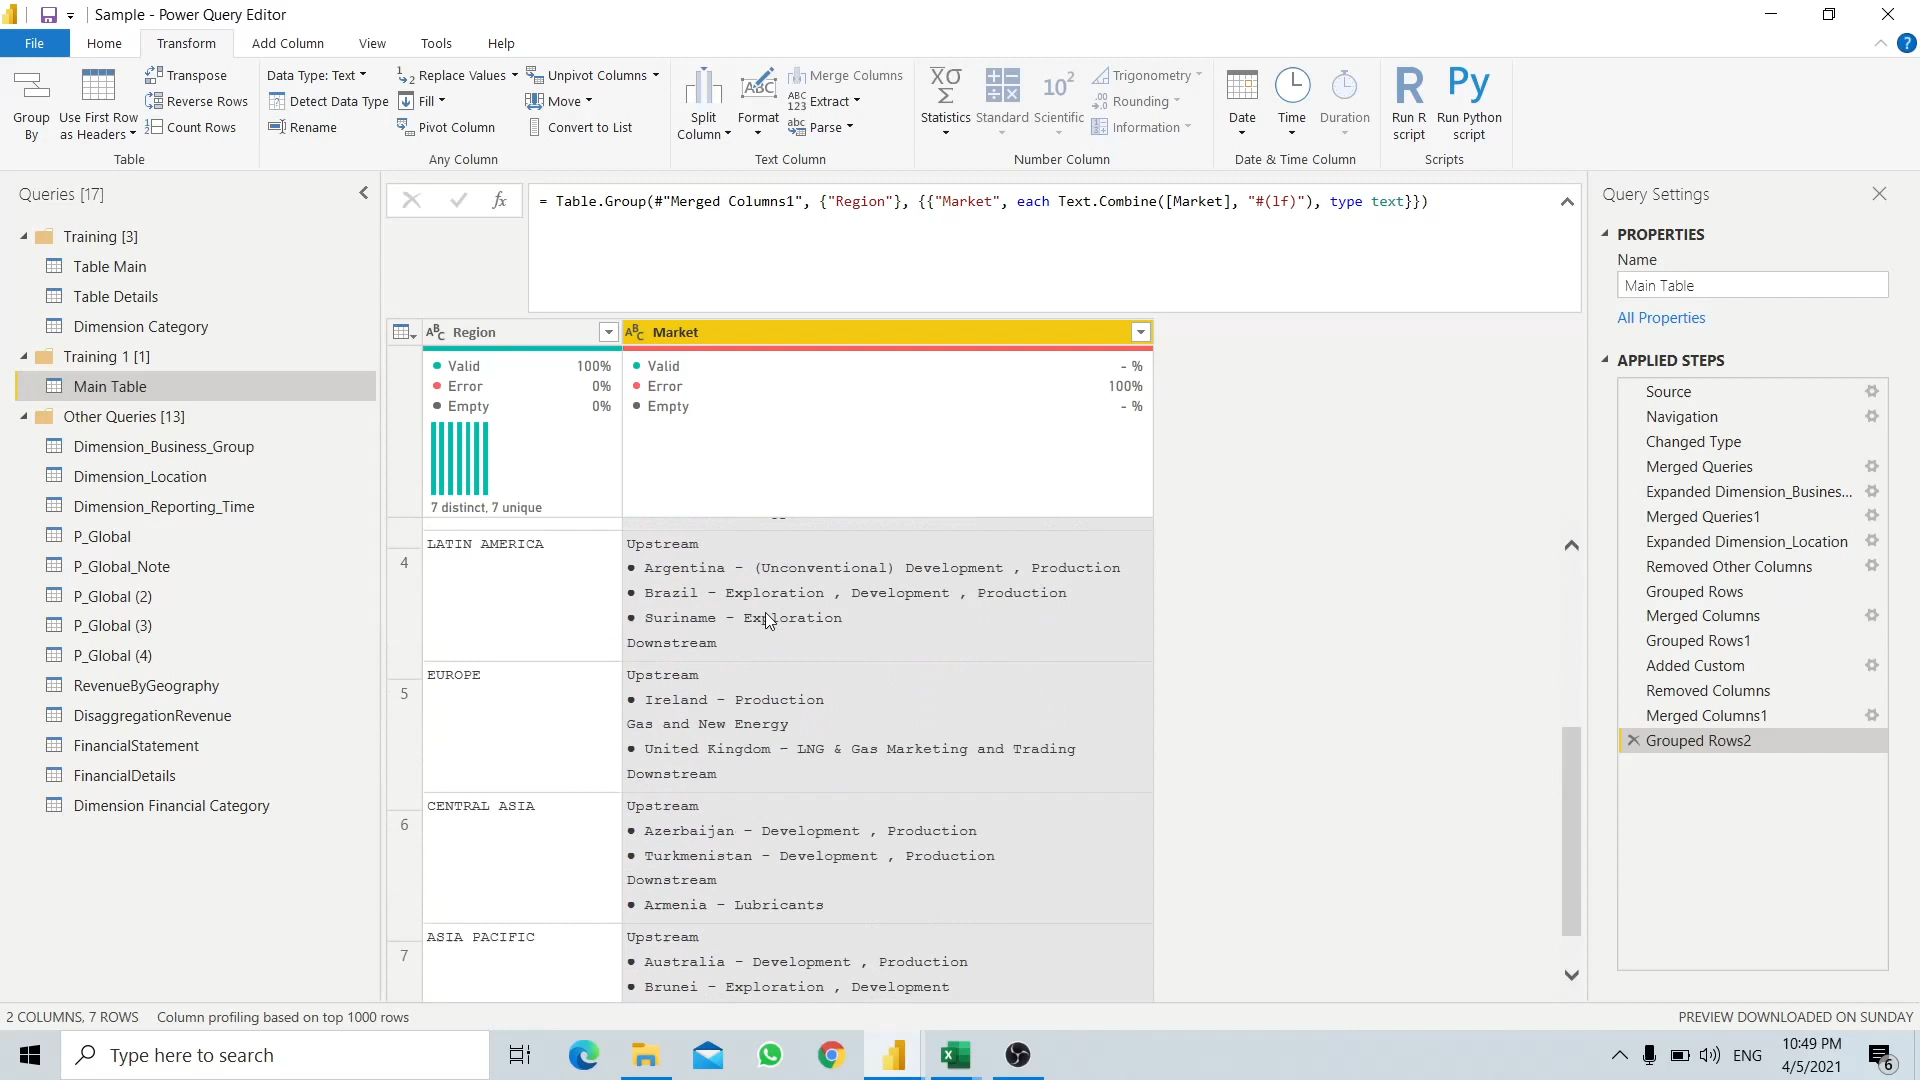 Sample - Power Query Editor
File
Home
Transform
Add Column
View
Tools
Help
?
Group By
Use First Row as Headers
Transpose
Reverse Rows
Count Rows
Table
Data Type: Text
Detect Data Type
Rename
Replace Values
Fill
Pivot Column
Unpivot Columns
Move
Convert to List
Any Column
Split Column
Format
Merge Columns
Extract
Parse
Text Column
Statistics
Standard
Scientific
Trigonometry
Rounding
Information
Number Column
Date
Time
Duration
Date & Time Column
Run R script
Run Python script
Scripts
Queries [17]
Training [3]
Table Main
Table Details
Dimension Category
Training 1 [1]
Main Table
Other Queries [13]
Dimension_Business_Group
Dimension_Location
Dimension_Reporting_Time
P_Global
P_Global_Note
P_Global (2)
P_Global (3)
P_Global (4)
RevenueByGeography
DisaggregationRevenue
FinancialStatement
FinancialDetails
Dimension Financial Category
fx
= Table.Group(#"Merged Columns1", {"Region"}, {{"Market", each Text.Combine([Market], "#(lf)"), type text}})
ABC Region
ABC Market
Valid 100%
Error 0%
Empty 0%
7 distinct, 7 unique
Valid - %
Error 100%
Empty - %
4
LATIN AMERICA
Upstream
● Argentina - (Unconventional) Development , Production
● Brazil - Exploration , Development , Production
● Suriname - Exploration
Downstream
5
EUROPE
Upstream
● Ireland - Production
Gas and New Energy
● United Kingdom - LNG & Gas Marketing and Trading
Downstream
6
CENTRAL ASIA
Upstream
● Azerbaijan - Development , Production
● Turkmenistan - Development , Production
Downstream
● Armenia - Lubricants
7
ASIA PACIFIC
Upstream
● Australia - Development , Production
● Brunei - Exploration , Development
Query Settings
PROPERTIES
Name
Main Table
All Properties
APPLIED STEPS
Source
Navigation
Changed Type
Merged Queries
Expanded Dimension_Busines...
Merged Queries1
Expanded Dimension_Location
Removed Other Columns
Grouped Rows
Merged Columns
Grouped Rows1
Added Custom
Removed Columns
Merged Columns1
Grouped Rows2
2 COLUMNS, 7 ROWS
Column profiling based on top 1000 rows
PREVIEW DOWNLOADED ON SUNDAY
Type here to search
ENG
10:49 PM
4/5/2021
6